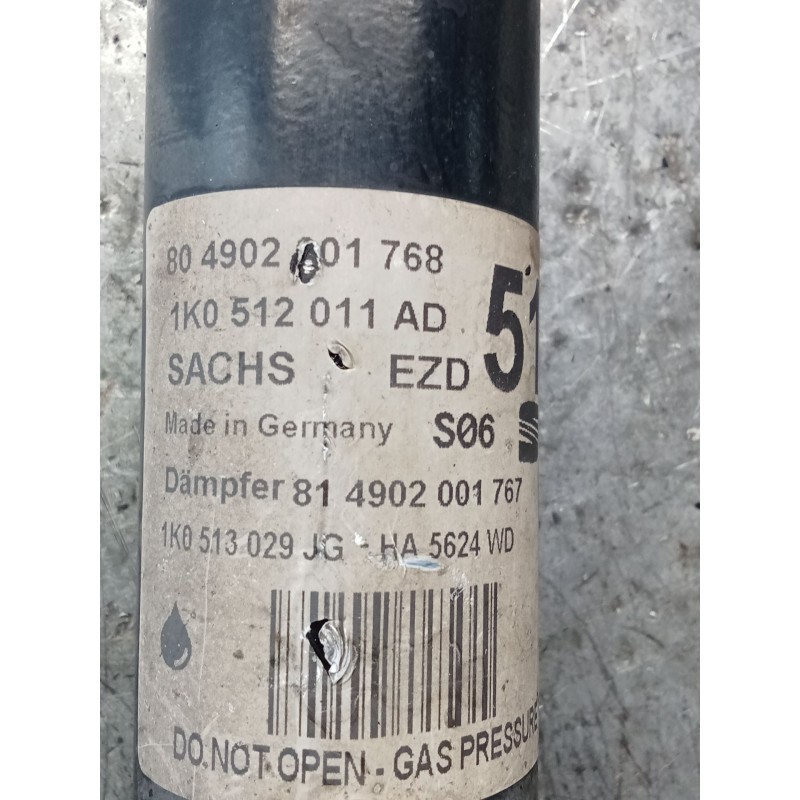 80 4902 001 768
1K0 512 011 AD 51
SACHS EZD
Made in Germany S06
Dämpfer 81 4902 001 767
1K0 513 029 JG - HA 5624 WD
DO NOT OPEN - GAS PRESSURE